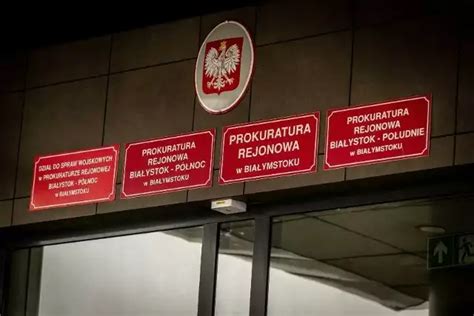 DZIAŁ DO SPRAW WOJSKOWYCH
W PROKURATURZE REJONOWEJ
BIAŁYSTOK - PÓŁNOC
W BIAŁYMSTOKU
PROKURATURA
REJONOWA
BIAŁYSTOK - PÓŁNOC
W BIAŁYMSTOKU
PROKURATURA
REJONOWA
W BIAŁYMSTOKU
PROKURATURA
REJONOWA
BIAŁYSTOK - POŁUDNIE
W BIAŁYMSTOKU